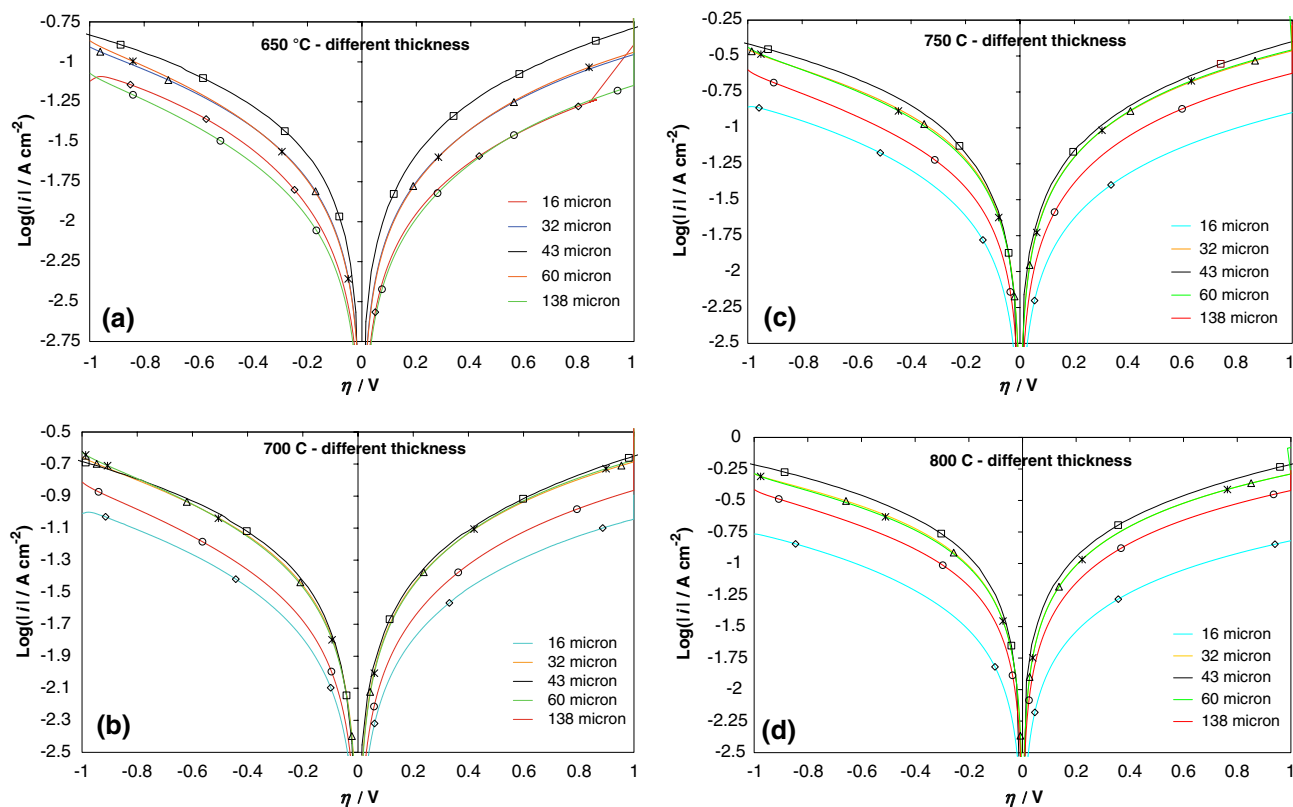 650 °C - different thickness
Log(| i | / A cm-2)
-0.75
-1
-1.25
-1.5
-1.75
-2
-2.25
-2.5
-2.75
16 micron
32 micron
43 micron
60 micron
138 micron
(a)
-1 -0.8 -0.6 -0.4 -0.2 0 0.2 0.4 0.6 0.8 1
η / V
750 C - different thickness
Log(| i | / A cm-2)
-0.25
-0.5
-0.75
-1
-1.25
-1.5
-1.75
-2
-2.25
-2.5
16 micron
32 micron
43 micron
60 micron
138 micron
(c)
-1 -0.8 -0.6 -0.4 -0.2 0 0.2 0.4 0.6 0.8 1
η / V
700 C - different thickness
Log(| i | / A cm-2)
-0.5
-0.7
-0.9
-1.1
-1.3
-1.5
-1.7
-1.9
-2.1
-2.3
-2.5
16 micron
32 micron
43 micron
60 micron
138 micron
(b)
-1 -0.8 -0.6 -0.4 -0.2 0 0.2 0.4 0.6 0.8 1
η / V
800 C - different thickness
Log(| i | / A cm-2)
0
-0.25
-0.5
-0.75
-1
-1.25
-1.5
-1.75
-2
-2.25
-2.5
16 micron
32 micron
43 micron
60 micron
138 micron
(d)
-1 -0.8 -0.6 -0.4 -0.2 0 0.2 0.4 0.6 0.8 1
η / V